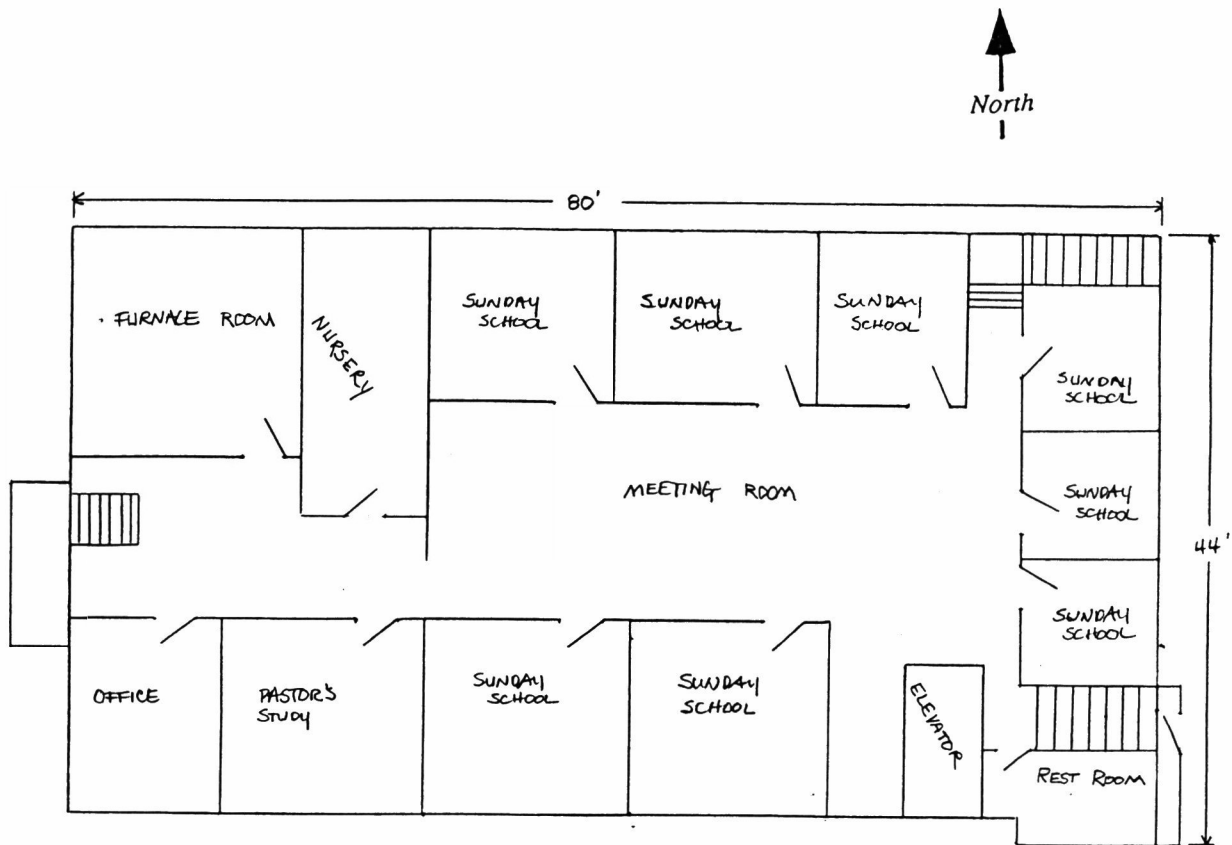 North
80'
FURNACE ROOM
NURSERY
SUNDAY
SCHOOL
SUNDAY
SCHOOL
SUNDAY
SCHOOL
SUNDAY
SCHOOL
MEETING ROOM
SUNDAY
SCHOOL
44'
SUNDAY
SCHOOL
OFFICE
PASTOR'S
STUDY
SUNDAY
SCHOOL
SUNDAY
SCHOOL
ELEVATOR
REST ROOM